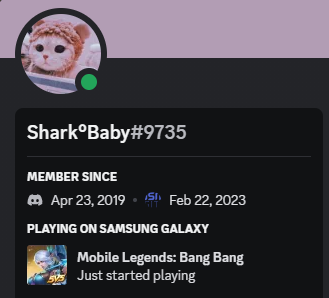 Shark°Baby#9735
MEMBER SINCE
Apr 23, 2019 • Feb 22, 2023
PLAYING ON SAMSUNG GALAXY
Mobile Legends: Bang Bang
5V5
Just started playing